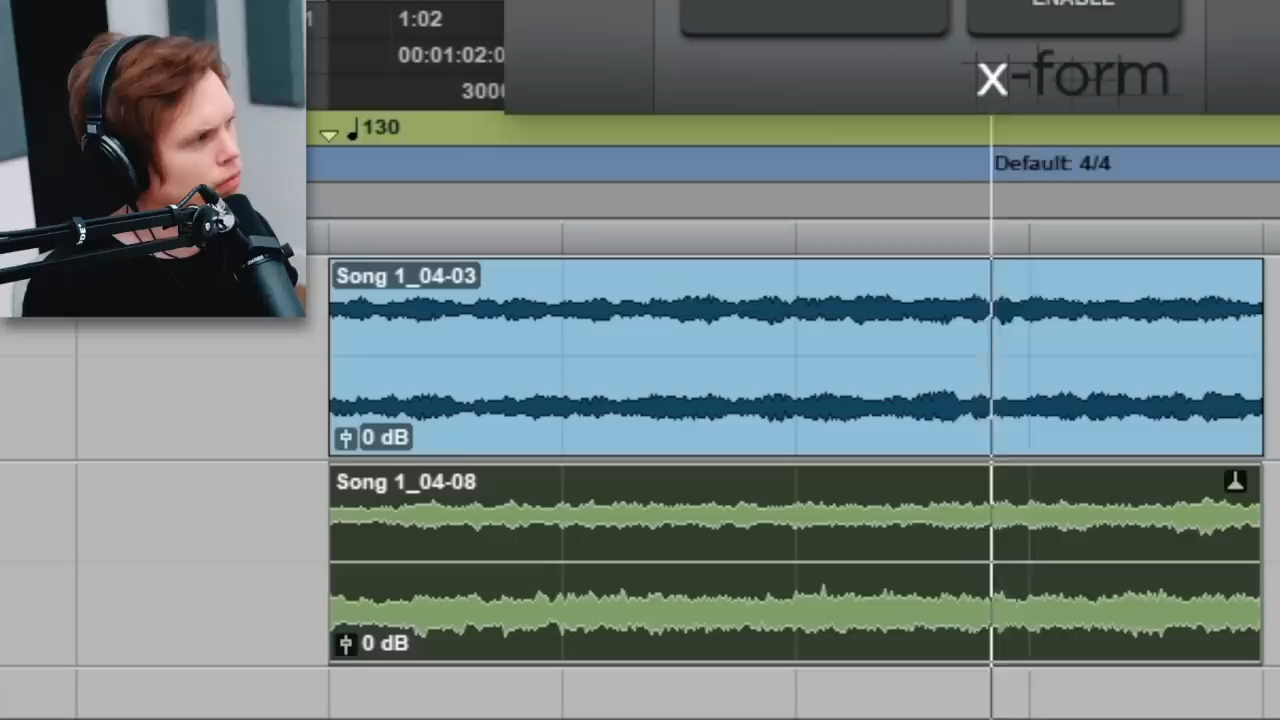 1:02
ENABLE
00:01:02:0
x-form
300
130
Default: 4/4
Song 1_04-03
0 dB
Song 1_04-08
0 dB